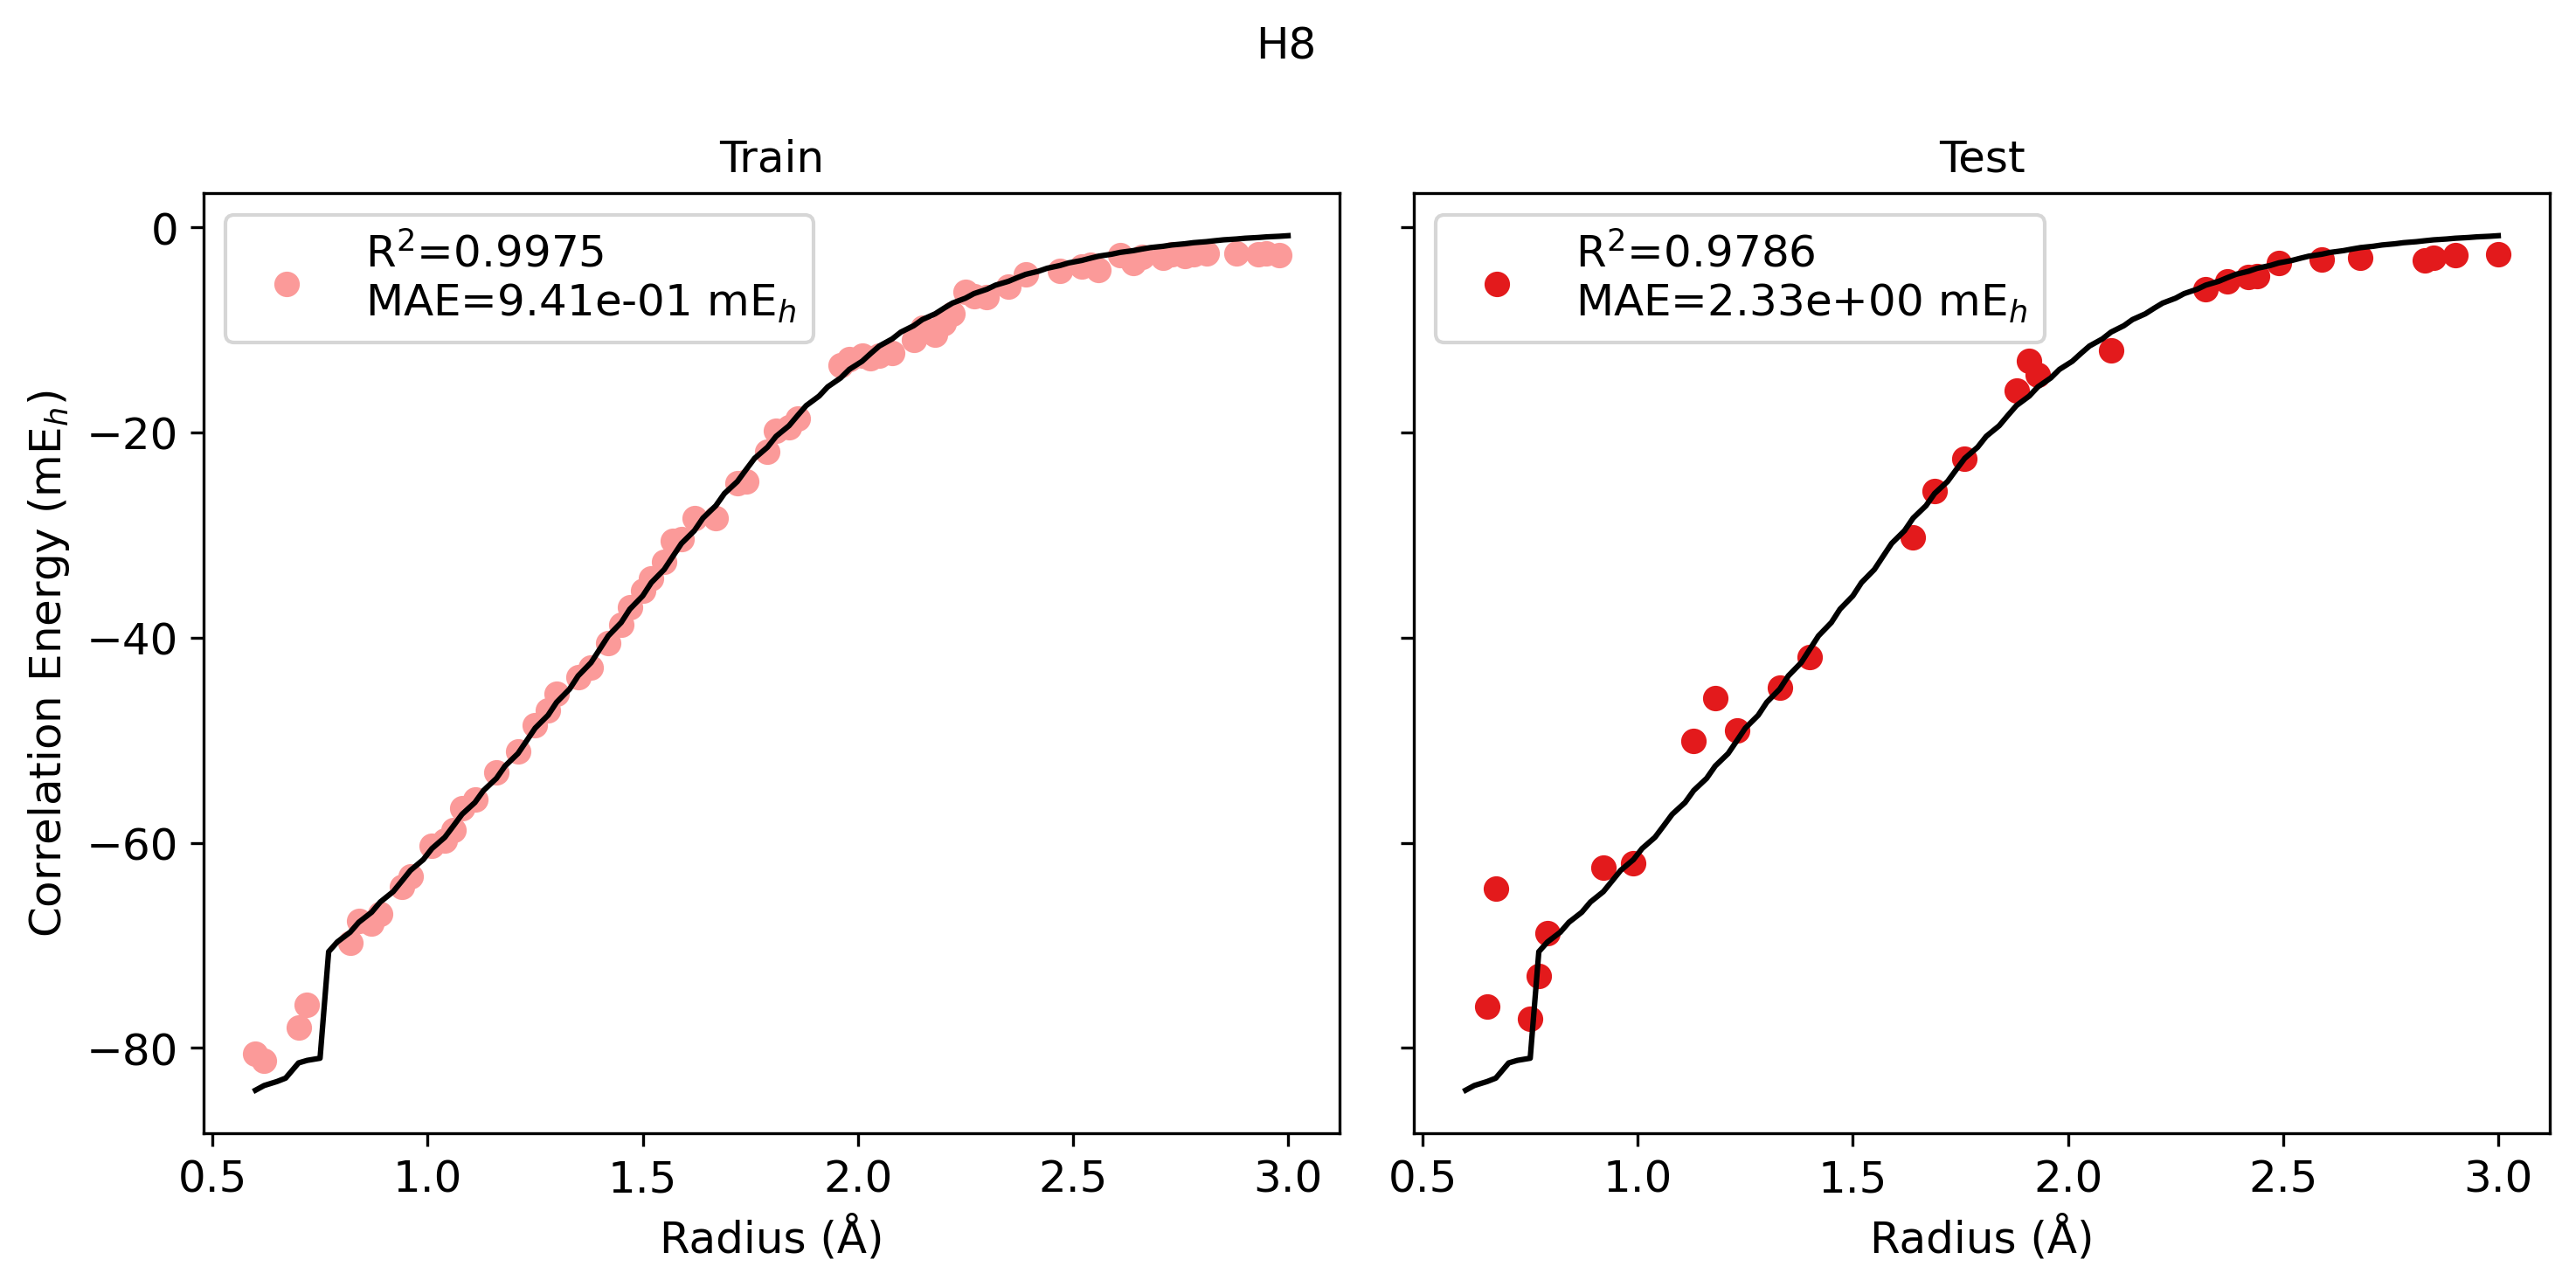 H8
Train
Test
R²=0.9975
MAE=9.41e-01 mEₕ
R²=0.9786
MAE=2.33e+00 mEₕ
Correlation Energy (mEₕ)
0
−20
−40
−60
−80
0.5 1.0 1.5 2.0 2.5 3.0
0.5 1.0 1.5 2.0 2.5 3.0
Radius (Å)
Radius (Å)